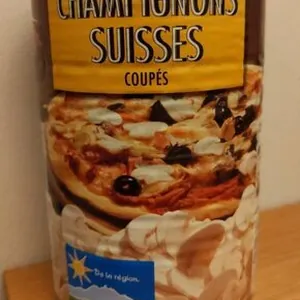 CHAMPIGNONS
SUISSES
COUPÉS
De la région.